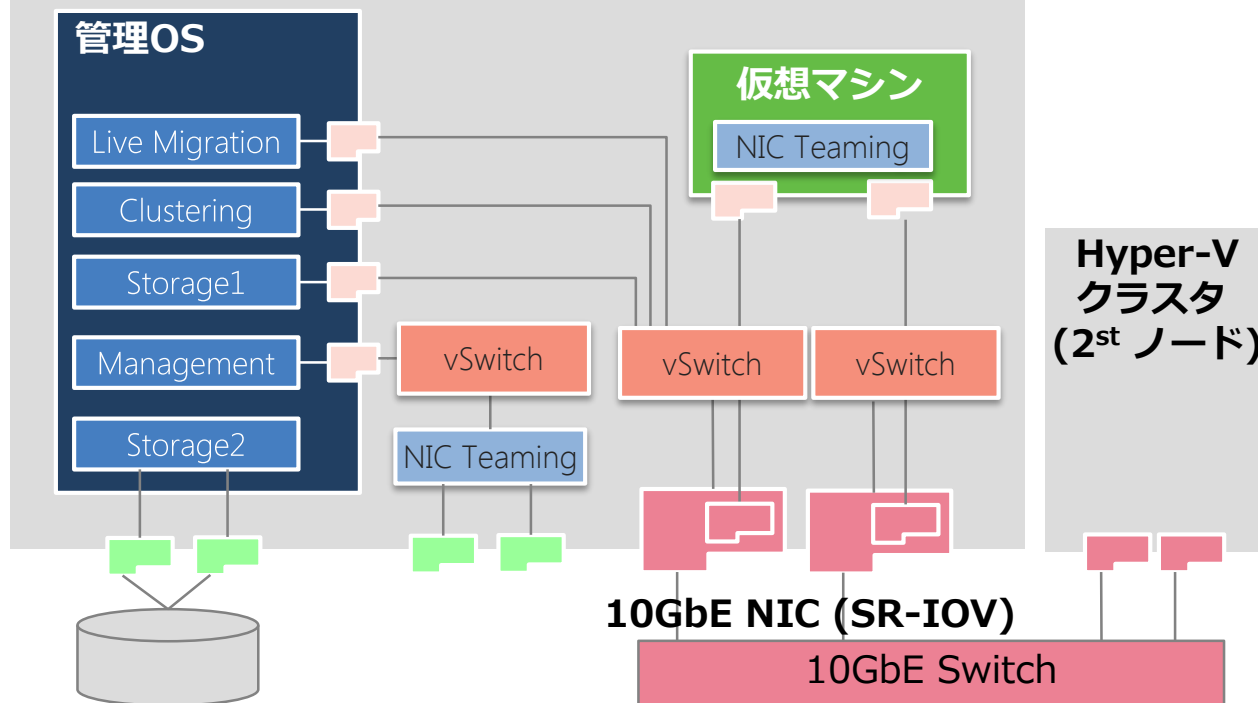 管理OS
Live Migration
Clustering
Storage1
Management
Storage2
vSwitch
NIC Teaming
仮想マシン
NIC Teaming
vSwitch
vSwitch
Hyper-V
クラスタ
(2st ノード)
10GbE NIC (SR-IOV)
10GbE Switch